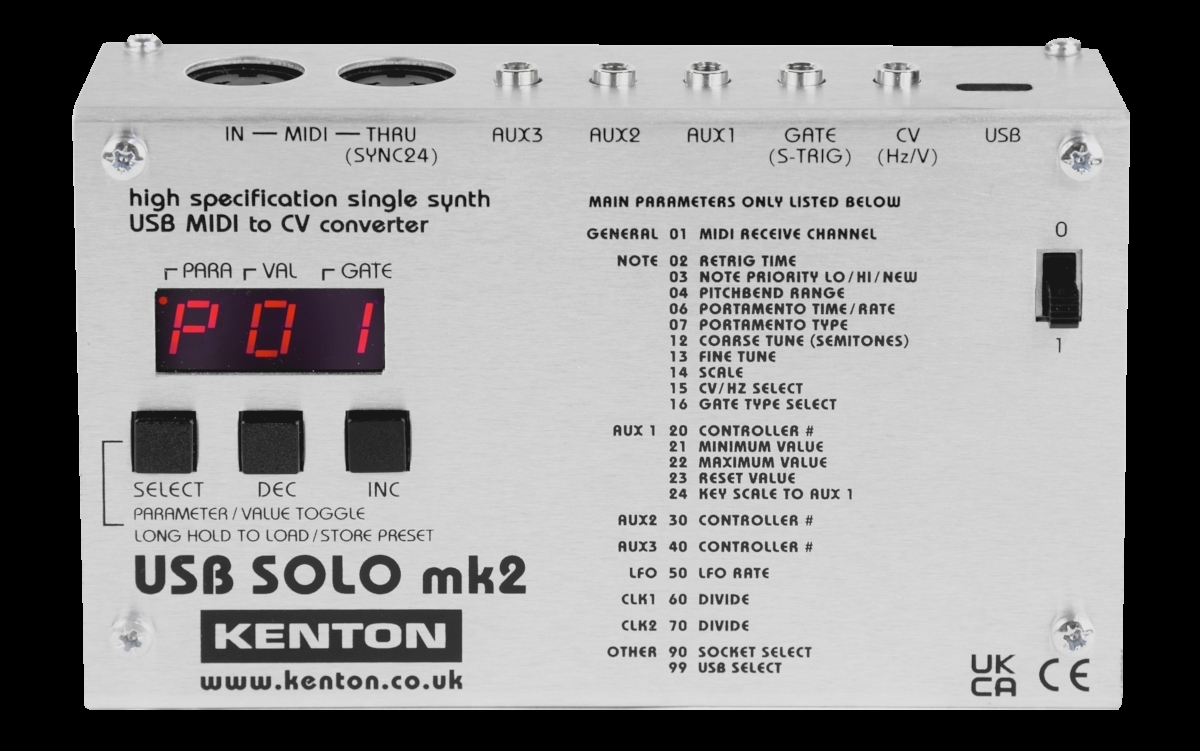 IN — MIDI — THRU
(SYNC24)
AUX3
AUX2
AUX1
GATE
(S-TRIG)
CV
(Hz/V)
USB
high specification single synth
USB MIDI to CV converter
PARA VAL GATE
P01
SELECT DEC INC
PARAMETER/VALUE TOGGLE
LONG HOLD TO LOAD/STORE PRESET
USB SOLO mk2
KENTON
www.kenton.co.uk
MAIN PARAMETERS ONLY LISTED BELOW
GENERAL 01 MIDI RECEIVE CHANNEL
NOTE 02 RETRIG TIME
03 NOTE PRIORITY LO/HI/NEW
04 PITCHBEND RANGE
06 PORTAMENTO TIME/RATE
07 PORTAMENTO TYPE
12 COARSE TUNE (SEMITONES)
13 FINE TUNE
14 SCALE
15 CV/HZ SELECT
16 GATE TYPE SELECT
AUX 1 20 CONTROLLER #
21 MINIMUM VALUE
22 MAXIMUM VALUE
23 RESET VALUE
24 KEY SCALE TO AUX 1
AUX2 30 CONTROLLER #
AUX3 40 CONTROLLER #
LFO 50 LFO RATE
CLK1 60 DIVIDE
CLK2 70 DIVIDE
OTHER 90 SOCKET SELECT
99 USB SELECT
0
1
UK
CA
CE